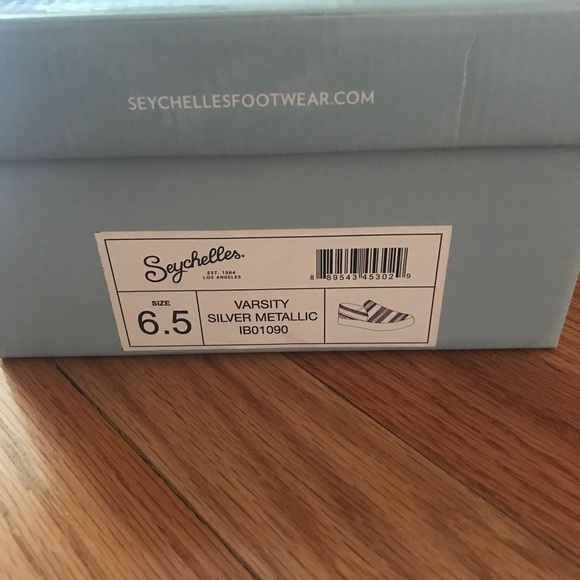 SEYCHELLESFOOTWEAR.COM
Seychelles
EST. 1984
LOS ANGELES
8 89543 45302 9
SIZE
6.5
VARSITY
SILVER METALLIC
IB01090